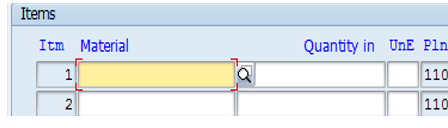 Items
Itm Material Quantity in UnE Pln
1 110
2 110